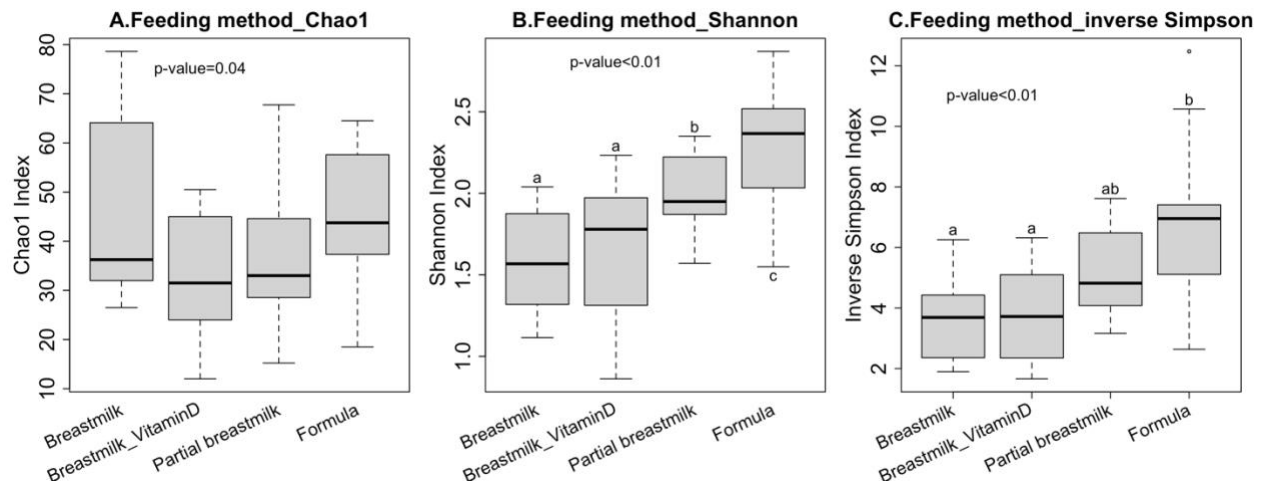 A.Feeding method_Chao1
p-value=0.04
Chao1 Index
80
70
60
50
40
30
20
10
Breastmilk
Breastmilk_VitaminD
Partial breastmilk
Formula
B.Feeding method_Shannon
p-value<0.01
Shannon Index
2.5
2.0
1.5
1.0
a
a
b
c
Breastmilk
Breastmilk_VitaminD
Partial breastmilk
Formula
C.Feeding method_inverse Simpson
p-value<0.01
Inverse Simpson Index
12
10
8
6
4
2
a
a
ab
b
Breastmilk
Breastmilk_VitaminD
Partial breastmilk
Formula